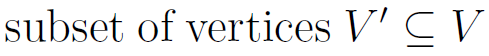 subset of vertices V′ ⊆ V